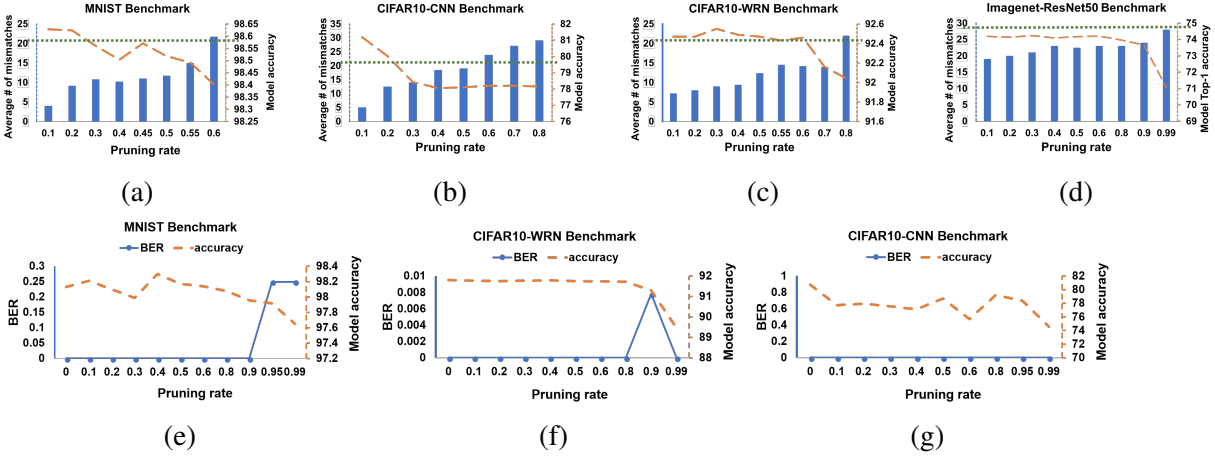 MNIST Benchmark
Average # of mismatches
25
20
15
10
5
0
98.65
98.6
98.55
98.5
98.45
98.4
98.35
98.3
98.25
Model accuracy
0.1 0.2 0.3 0.4 0.45 0.5 0.55 0.6
Pruning rate
(a)
CIFAR10-CNN Benchmark
Average # of mismatches
35
30
25
20
15
10
5
0
82
81
80
79
78
77
76
Model accuracy
0.1 0.2 0.3 0.4 0.5 0.6 0.7 0.8
Pruning rate
(b)
CIFAR10-WRN Benchmark
Average # of mismatches
25
20
15
10
5
0
92.6
92.4
92.2
92
91.8
91.6
Model accuracy
0.1 0.2 0.3 0.4 0.5 0.55 0.6 0.7 0.8
Pruning rate
(c)
Imagenet-ResNet50 Benchmark
Average # of mismatches
30
25
20
15
10
5
0
75
74
73
72
71
70
69
Model Top-1 accuracy
0.1 0.2 0.3 0.4 0.5 0.6 0.8 0.9 0.99
Pruning rate
(d)
MNIST Benchmark
BER accuracy
BER
0.3
0.25
0.2
0.15
0.1
0.05
0
98.4
98.2
98
97.8
97.6
97.4
97.2
Model accuracy
0 0.1 0.2 0.3 0.4 0.5 0.6 0.8 0.9 0.95 0.99
Pruning rate
(e)
CIFAR10-WRN Benchmark
BER accuracy
BER
0.01
0.008
0.006
0.004
0.002
0
92
91
90
89
88
Model accuracy
0 0.1 0.2 0.3 0.4 0.5 0.6 0.8 0.9 0.99
Pruning rate
(f)
CIFAR10-CNN Benchmark
BER accuracy
BER
1
0.8
0.6
0.4
0.2
0
82
80
78
76
74
72
70
Model accuracy
0 0.1 0.2 0.3 0.4 0.5 0.6 0.8 0.95 0.99
Pruning rate
(g)